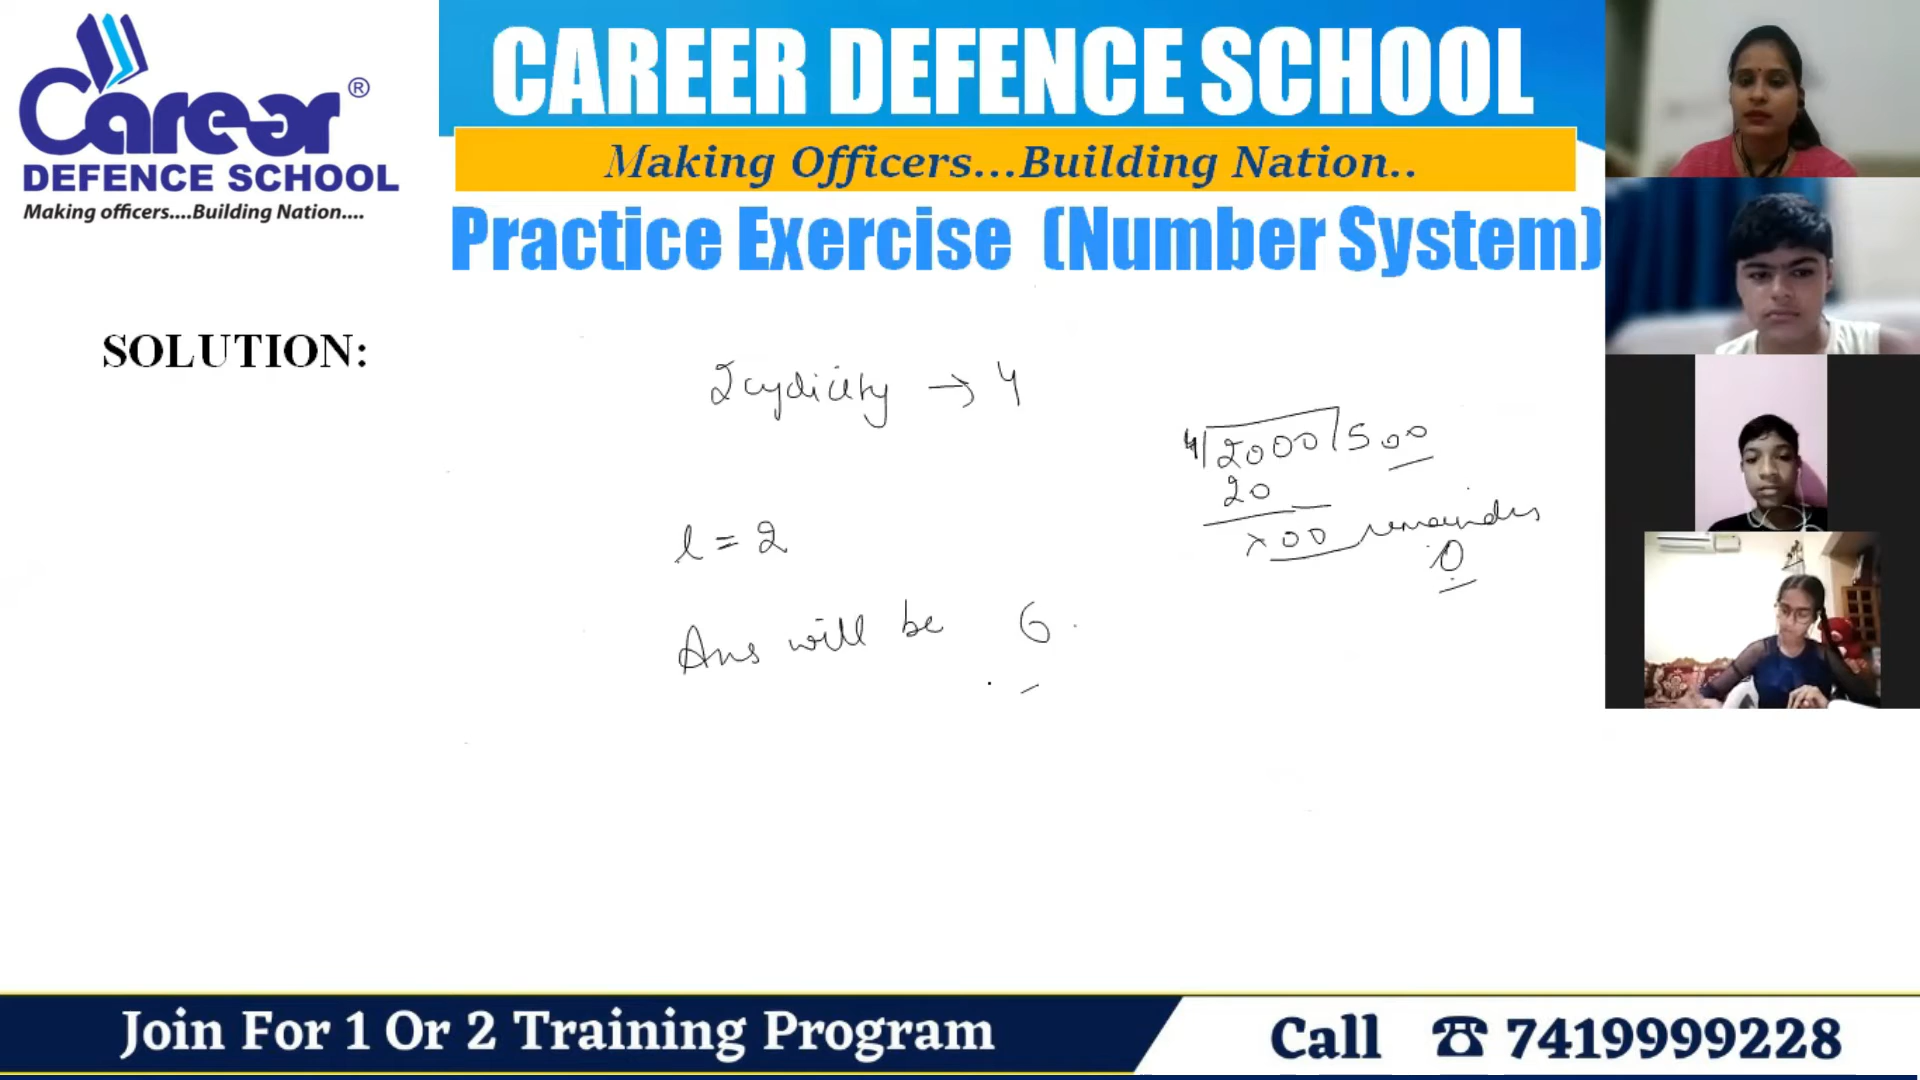 Career®
DEFENCE SCHOOL
Making officers....Building Nation....
CAREER DEFENCE SCHOOL
Making Officers...Building Nation..
Practice Exercise (Number System)
SOLUTION:
2 cyclicity → 4
4 2000 500
20
x00 remainder
0
l = 2
Ans will be 6
Join For 1 Or 2 Training Program
Call ☎ 7419999228